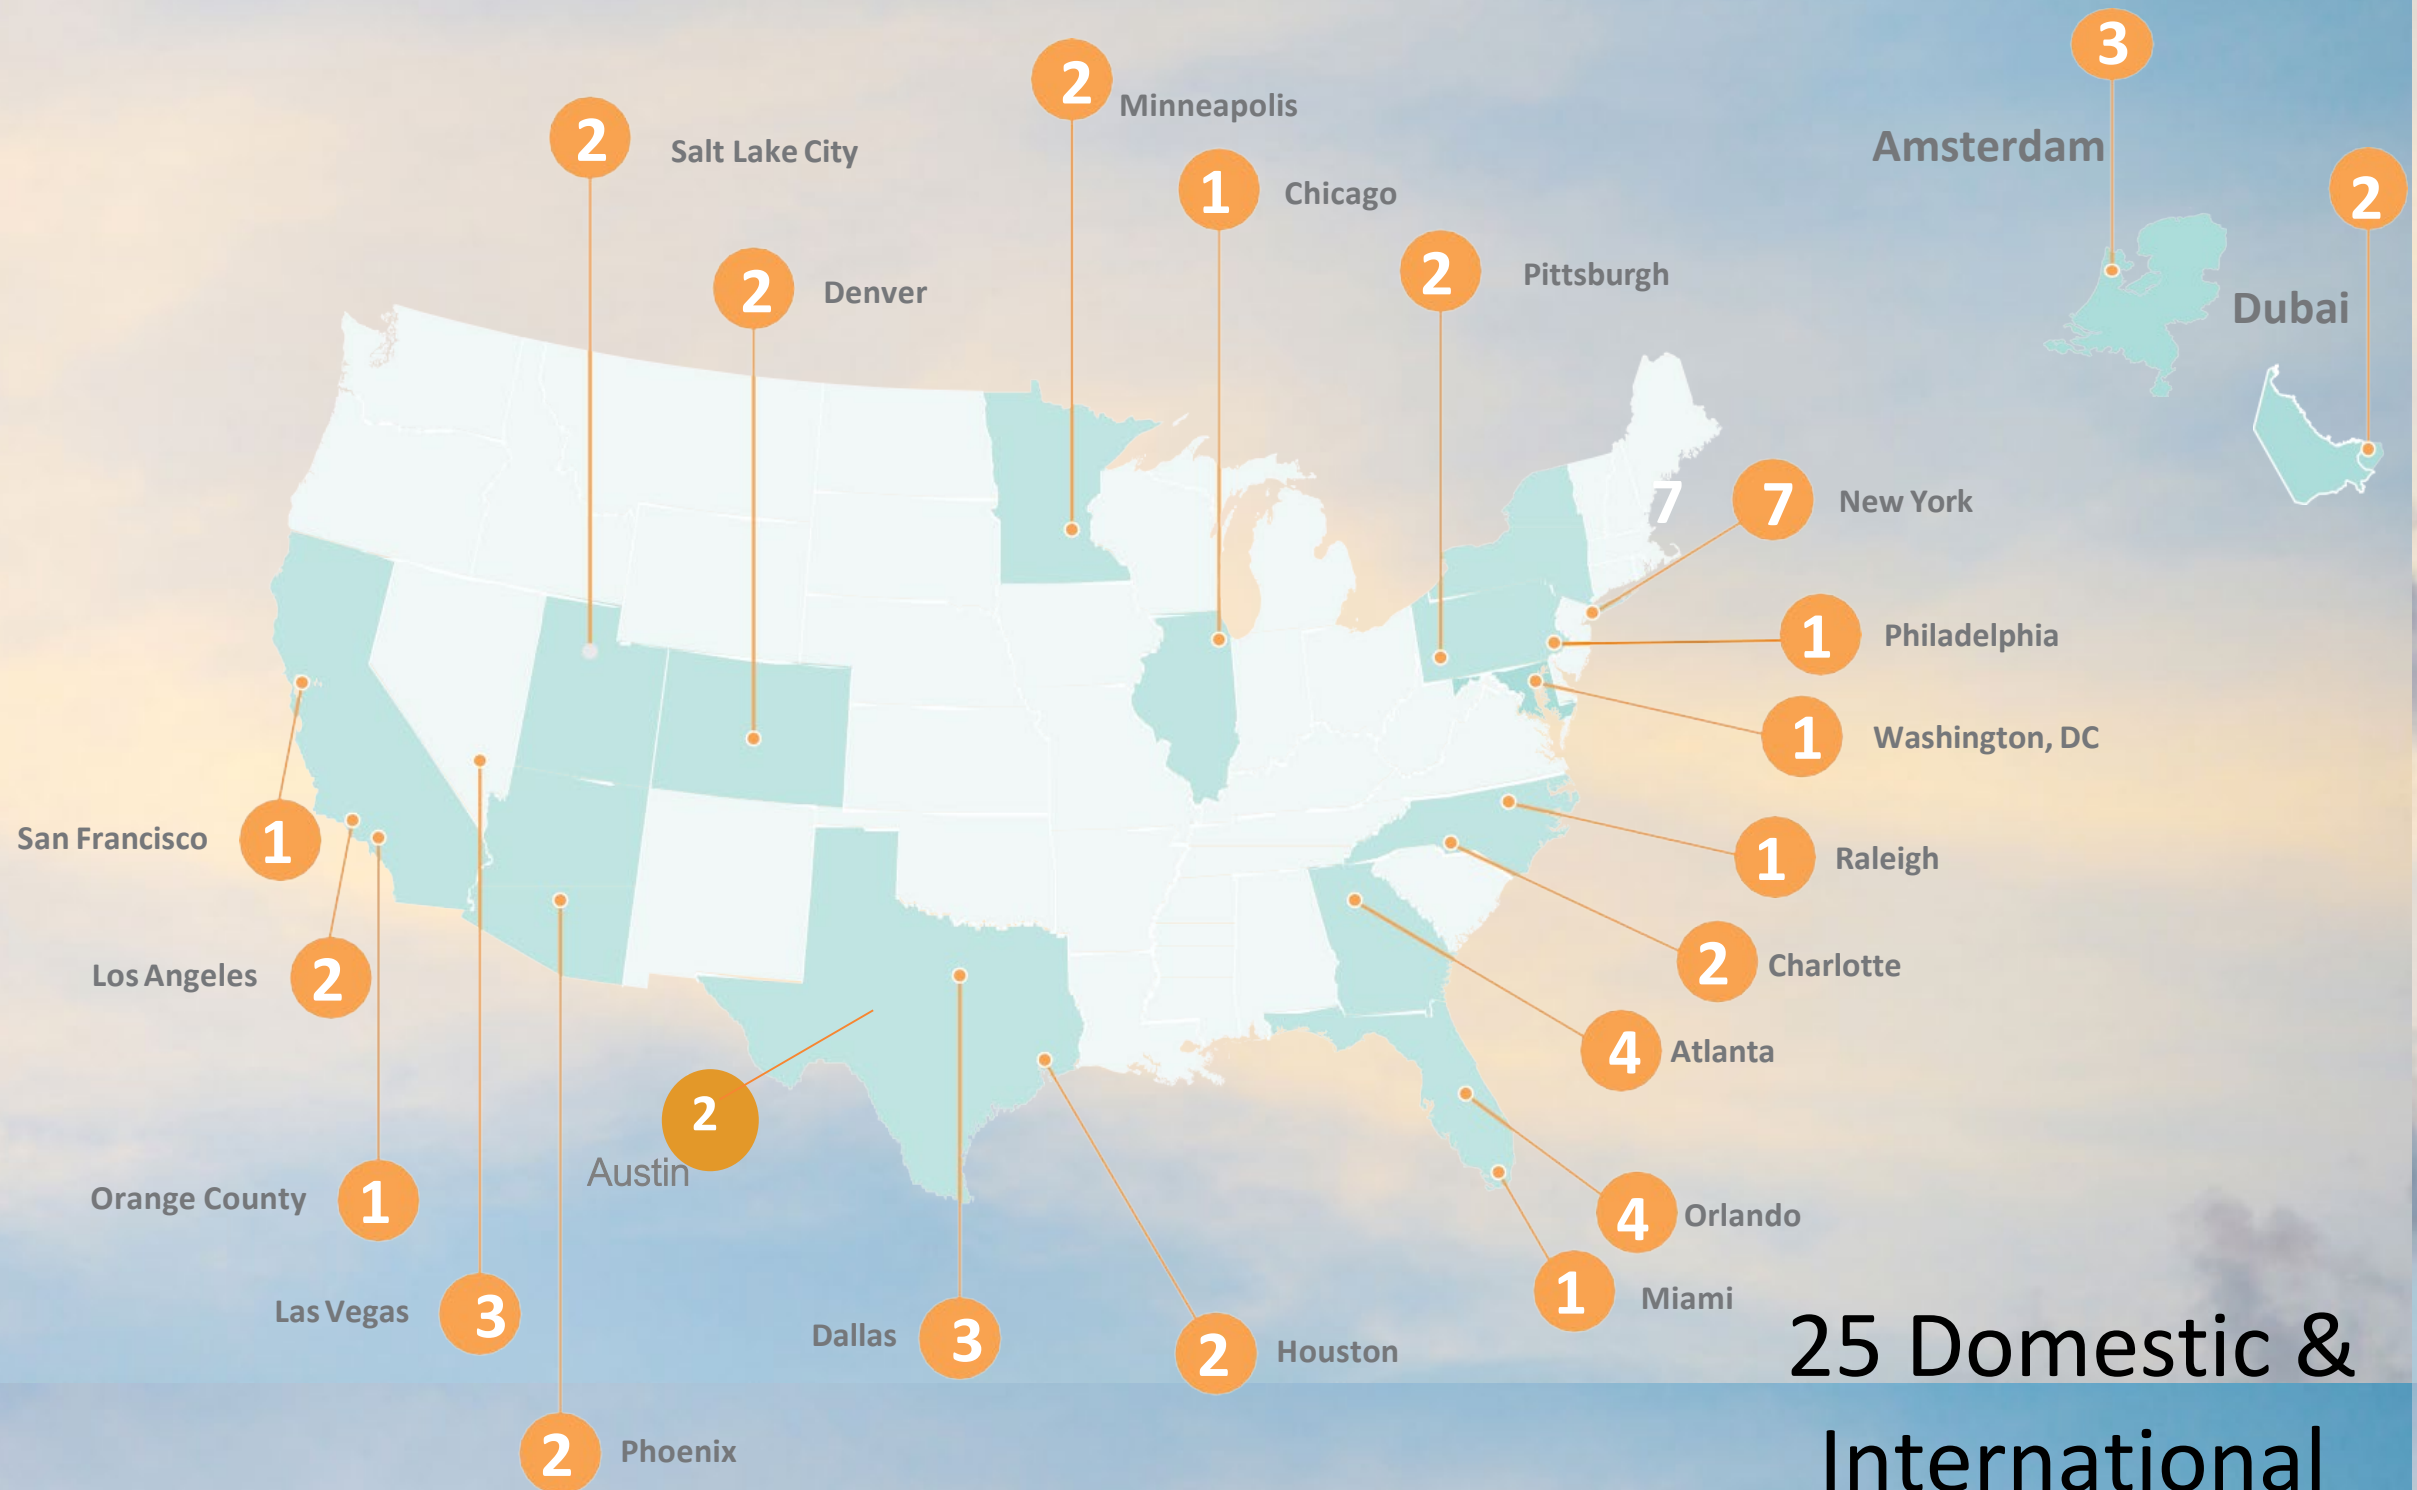 3
2
Minneapolis
2
Salt Lake City
Amsterdam
2
1
Chicago
2
Pittsburgh
2
Denver
Dubai
7
7
New York
1
Philadelphia
1
Washington, DC
San Francisco
1
1
Raleigh
Los Angeles
2
2
Charlotte
4
Atlanta
2
Austin
Orange County
1
4
Orlando
1
Miami
Las Vegas
3
Dallas
3
2
Houston
25 Domestic &
International
2
Phoenix